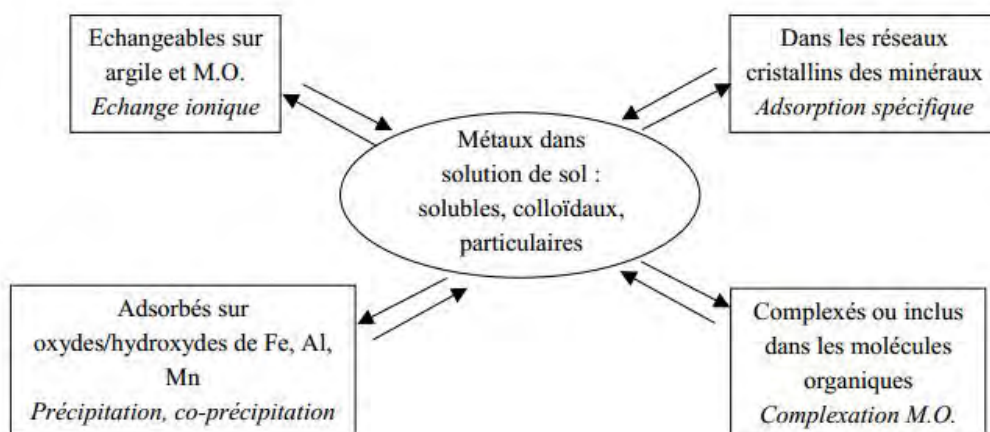 Echangeables sur
argile et M.O.
Echange ionique
Dans les réseaux
cristallins des minéraux
Adsorption spécifique
Métaux dans
solution de sol :
solubles, colloïdaux,
particulaires
Adsorbés sur
oxydes/hydroxydes de Fe, Al,
Mn
Précipitation, co-précipitation
Complexés ou inclus
dans les molécules
organiques
Complexation M.O.